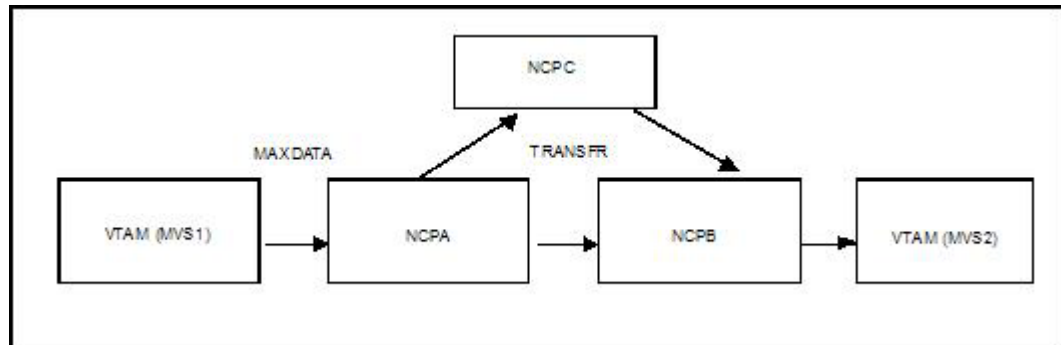 NCPC
MAXDATA
TRANSFR
VTAM (MVS1)
NCPA
NCPB
VTAM (MVS2)